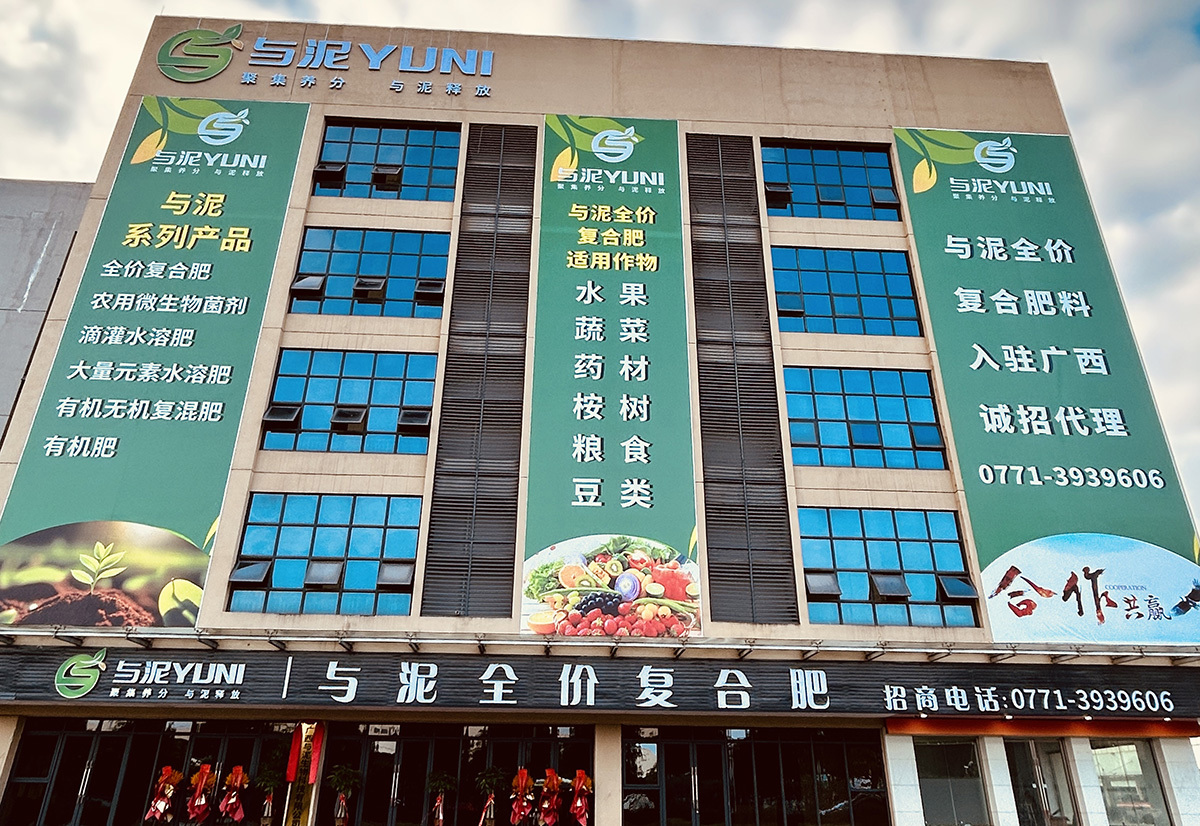 与泥YUNI
聚集养分 与泥释放
与泥YUNI
聚集养分 与泥释放
与泥
系列产品
全价复合肥
农用微生物菌剂
滴灌水溶肥
大量元素水溶肥
有机无机复混肥
有机肥
与泥YUNI
聚集养分 与泥释放
与泥全价
复合肥
适用作物
水果
蔬菜
药材
桉树
粮食
豆类
与泥YUNI
聚集养分 与泥释放
与泥全价
复合肥料
入驻广西
诚招代理
0771-3939606
合作共赢
COOPERATION
与泥YUNI
聚集养分 与泥释放
与泥全价复合肥
招商电话:0771-3939606